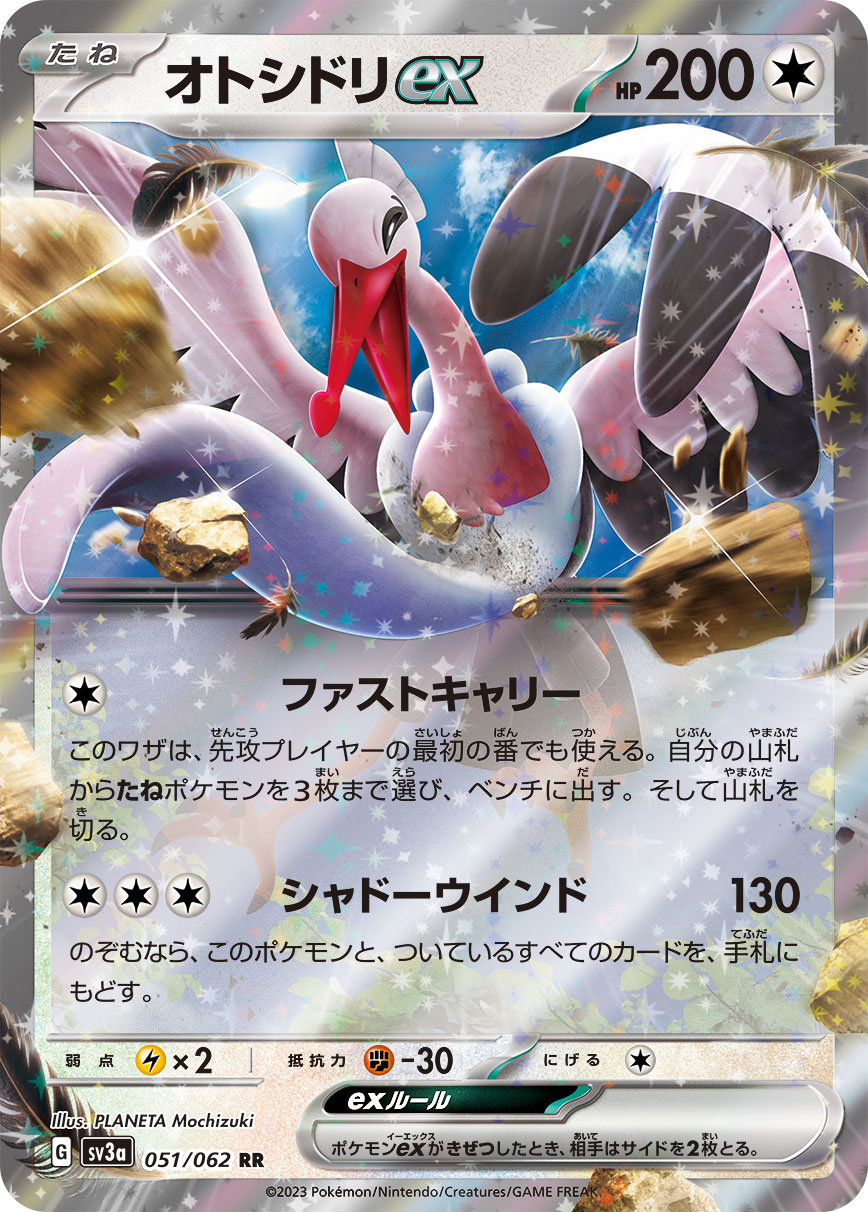 たね オトシドリex HP200
ファストキャリー
このワザは、先攻プレイヤーの最初の番でも使える。自分の山札
からたねポケモンを3枚まで選び、ベンチに出す。そして山札を
切る。
シャドーウインド 130
のぞむなら、このポケモンと、ついているすべてのカードを、手札に
もどす。
弱点 ×2 抵抗力 -30 にげる
exルール
ポケモンexがきぜつしたとき、相手はサイドを2枚とる。
Illus. PLANETA Mochizuki
G sv3a 051/062 RR
©2023 Pokémon/Nintendo/Creatures/GAME FREAK.